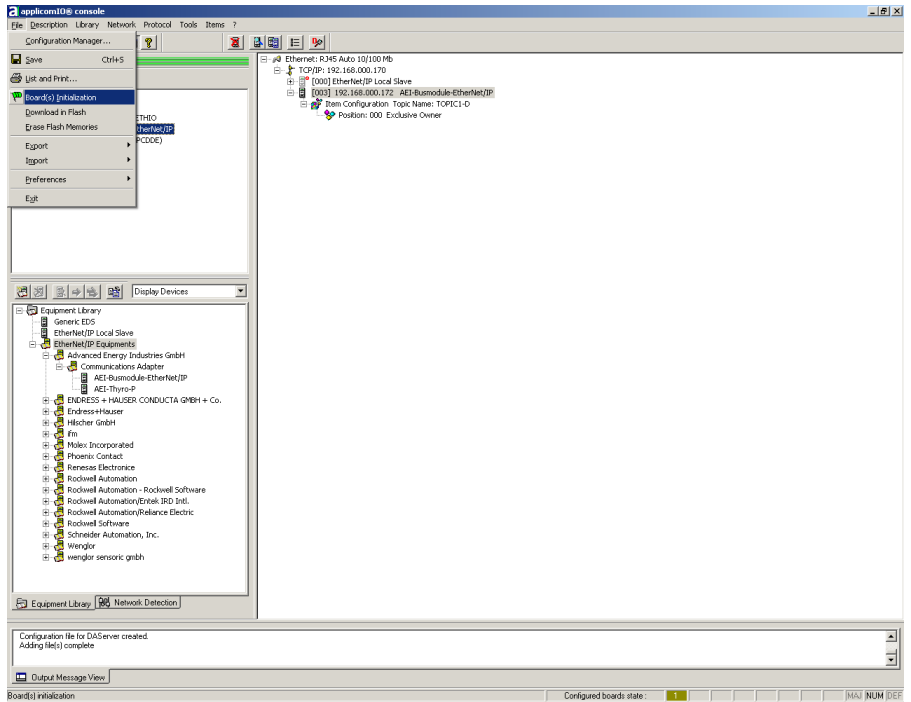 applicomIO® console
File Description Library Network Protocol Tools Items ?
Configuration Manager...
Save Ctrl+S
List and Print...
Board(s) Initialization
Download in Flash
Erase Flash Memories
Export
Import
Preferences
Exit
ETHIO
therNet/IP
PCDDE)
Ethernet: RJ45 Auto 10/100 Mb
TCP/IP: 192.168.000.170
[000] EtherNet/IP Local Slave
[003] 192.168.000.172 AEI-Busmodule-EtherNet/IP
Item Configuration Topic Name: TOPIC1-D
Position: 000 Exclusive Owner
Display Devices
Equipment Library
Generic EDS
EtherNet/IP Local Slave
EtherNet/IP Equipments
Advanced Energy Industries GmbH
Communications Adapter
AEI-Busmodule-EtherNet/IP
AEI-Thyro-P
ENDRESS + HAUSER CONDUCTA GMBH + Co.
Endress+Hauser
Hilscher GmbH
ifm
Molex Incorporated
Phoenix Contact
Renesas Electronice
Rockwell Automation
Rockwell Automation - Rockwell Software
Rockwell Automation/Entek IRD Intl.
Rockwell Automation/Reliance Electric
Rockwell Software
Schneider Automation, Inc.
Wenglor
wenglor sensoric gmbh
Equipment Library Network Detection
Configuration file for DAServer created.
Adding file(s) complete
Output Message View
Board(s) initialization Configured boards state : 1 MAJ NUM DEF